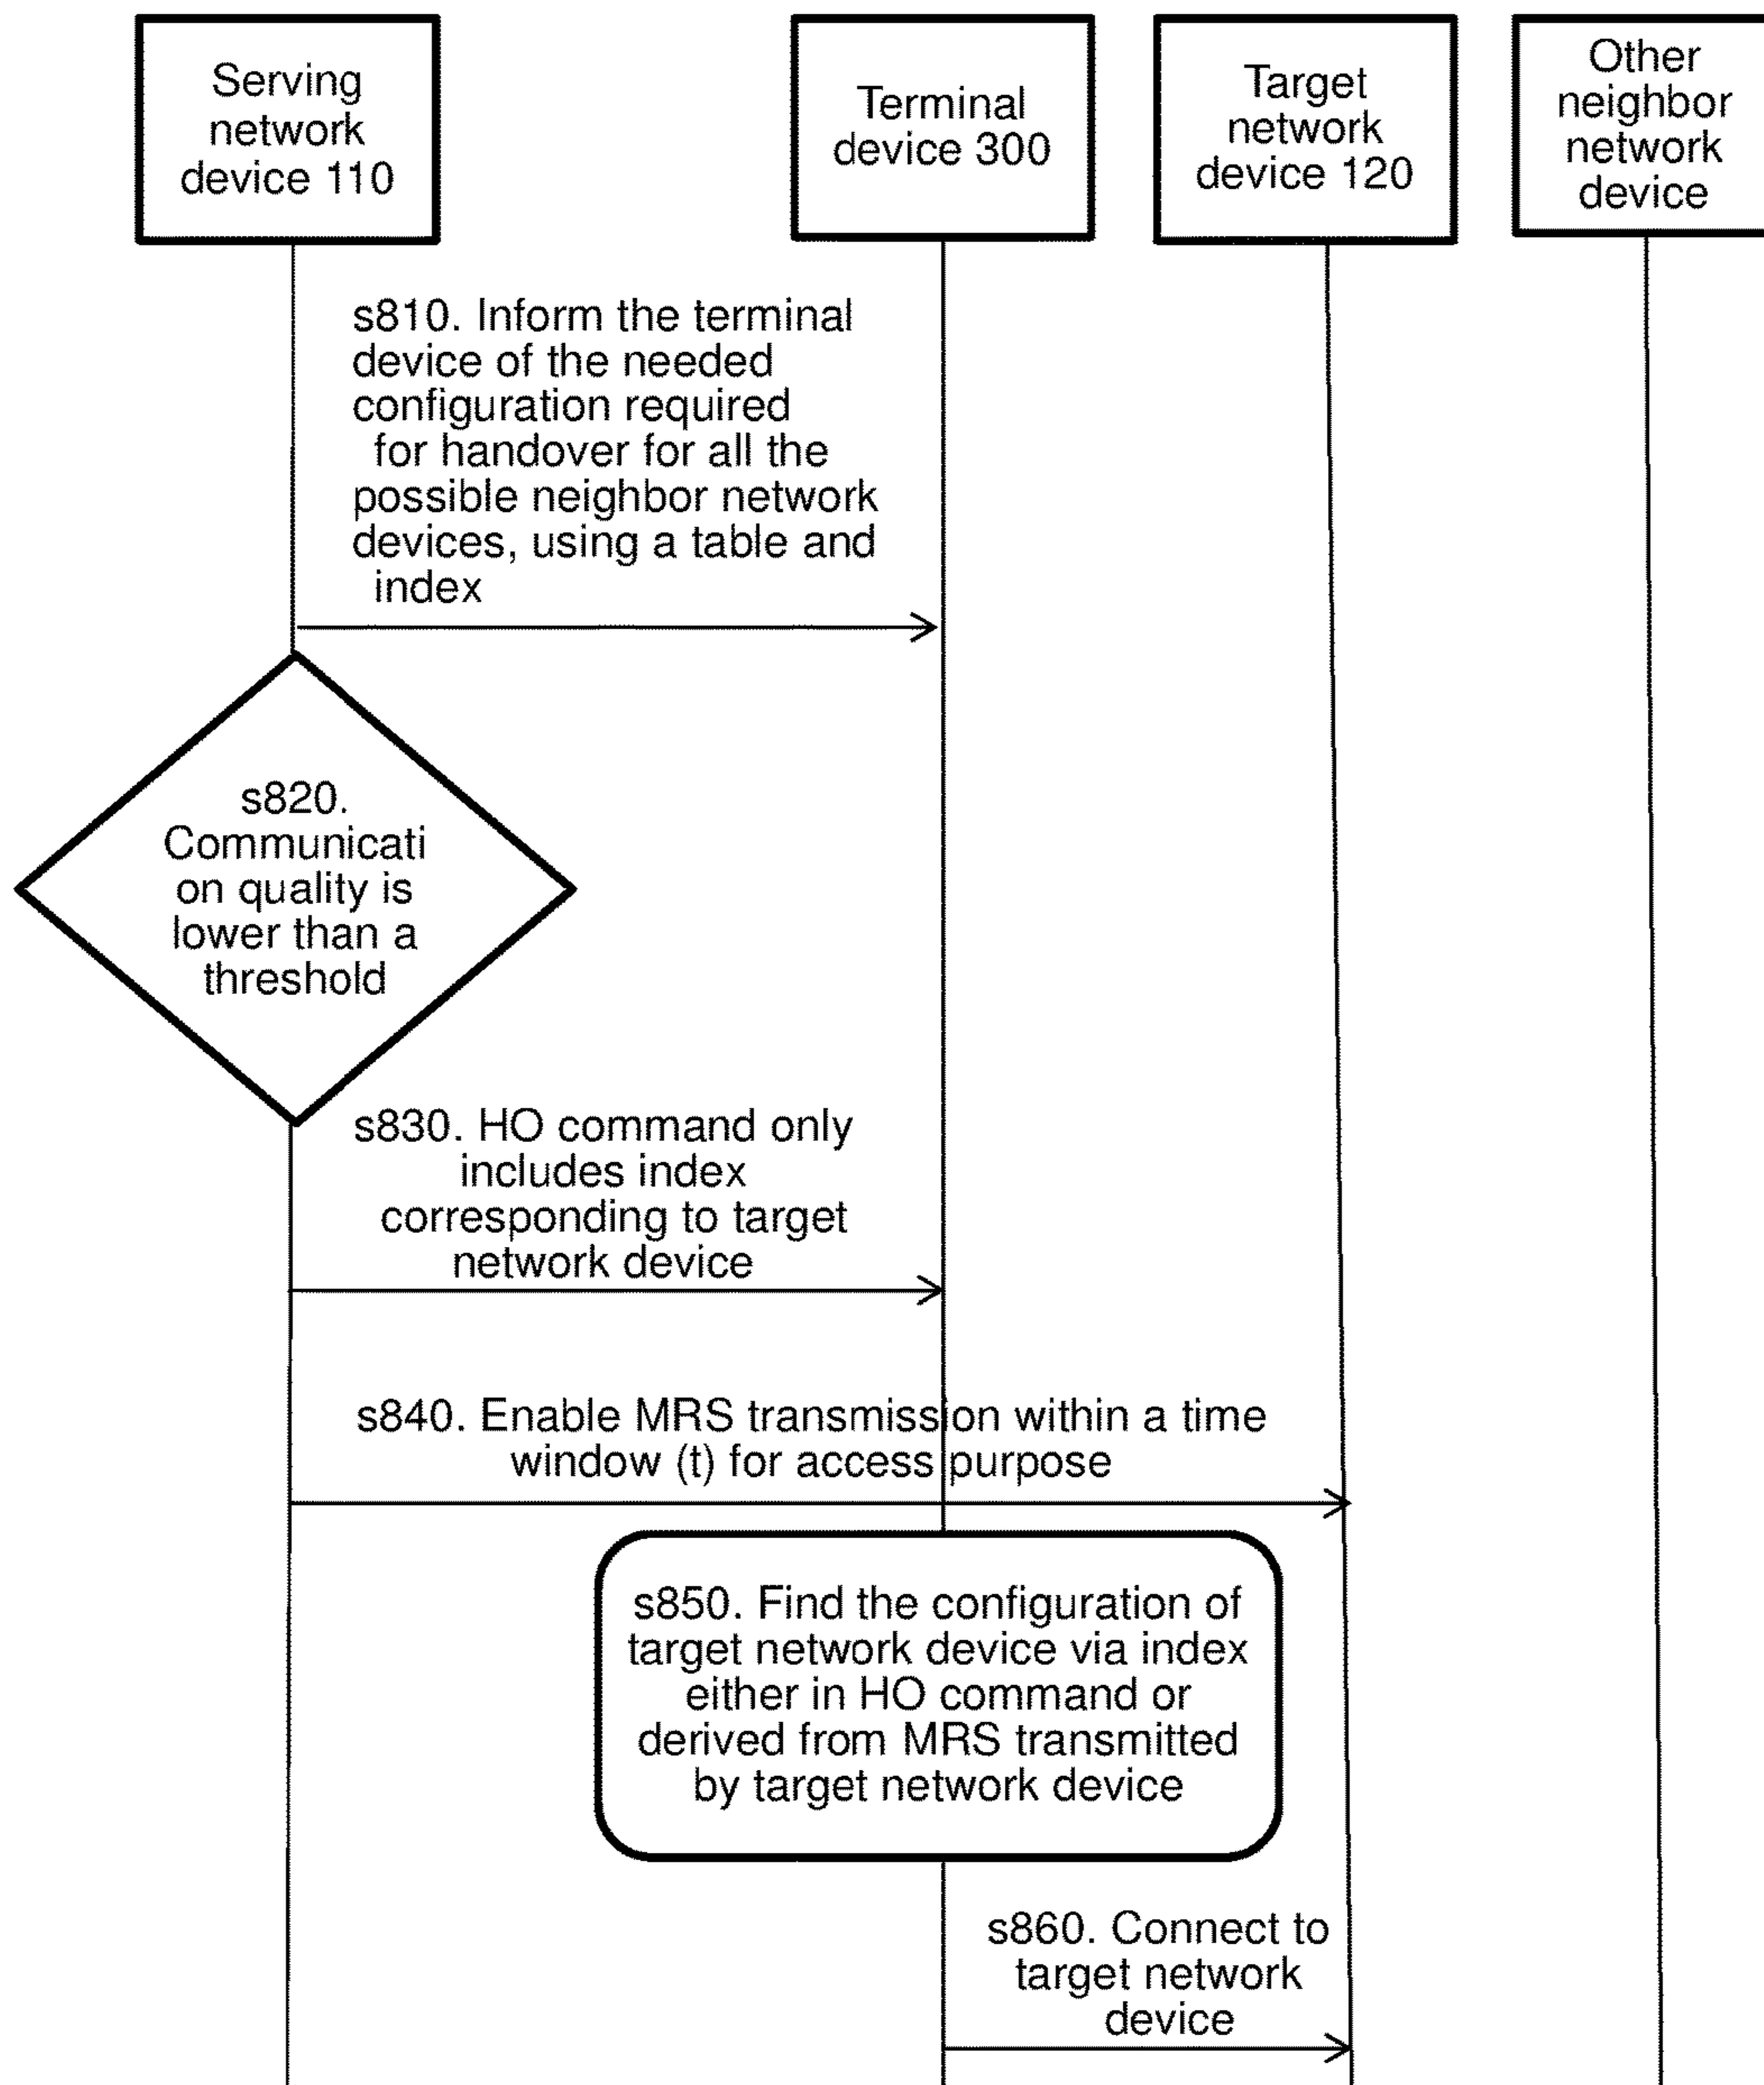 Serving
network
device 110
Terminal
device 300
Target
network
device 120
Other
neighbor
network
device
s810. Inform the terminal
device of the needed
configuration required
for handover for all the
possible neighbor network
devices, using a table and
index
s820.
Communicati
on quality is
lower than a
threshold
s830. HO command only
includes index
corresponding to target
network device
s840. Enable MRS transmission within a time
window (t) for access purpose
s850. Find the configuration of
target network device via index
either in HO command or
derived from MRS transmitted
by target network device
s860. Connect to
target network
device